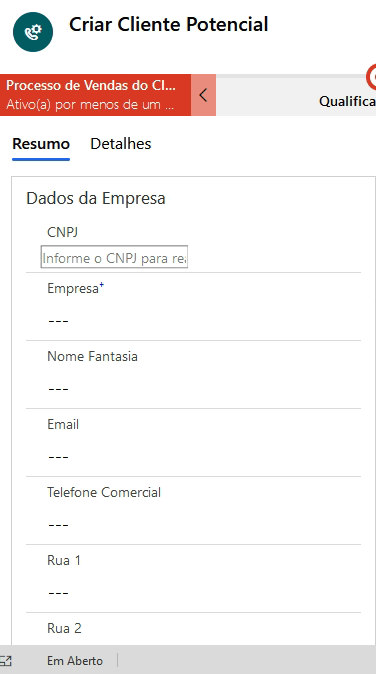 Criar Cliente Potencial
Processo de Vendas do Cl...
Ativo(a) por menos de um ...
Qualifica
Resumo Detalhes
Dados da Empresa
CNPJ
Informe o CNPJ para rea
Empresa+
---
Nome Fantasia
---
Email
---
Telefone Comercial
---
Rua 1
---
Rua 2
Em Aberto